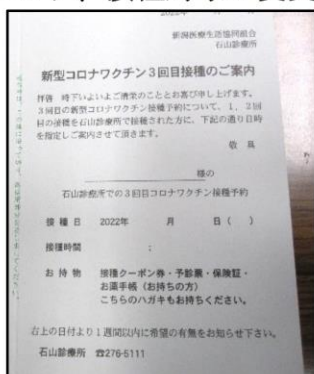 新潟医療生活協同組合
石山診療所
新型コロナワクチン3回目接種のご案内
拝啓 時下いよいよご清栄のこととお喜び申し上げます。
3回目の新型コロナワクチン接種予約について、1、2回
目の接種を石山診療所で接種された方に、下記の通り日時
を指定しご案内させて頂きます。
敬 具
様の
石山診療所での3回目コロナワクチン接種予約
接 種 日 2022年 月 日( )
接種時間 :
お 持 物 接種クーポン券・予診票・保険証・
お薬手帳(お持ちの方)
こちらのハガキもお持ちください。
右上の日付より1週間以内に希望の有無をお知らせ下さい。
石山診療所 ☎276-5111